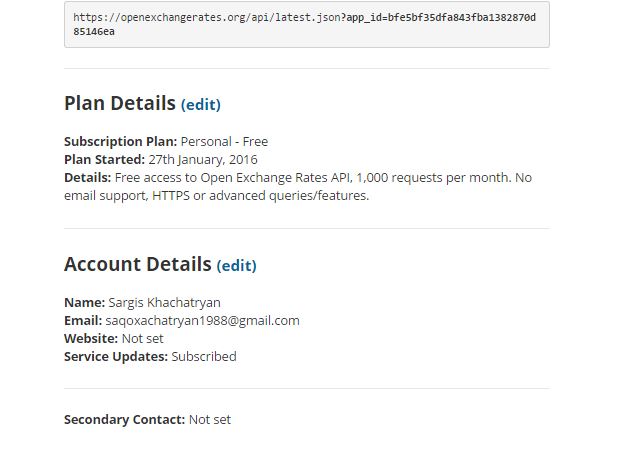 https://openexchangerates.org/api/latest.json?app_id=bfe5bf35dfa843fba1382870d
85146ea
Plan Details (edit)
Subscription Plan: Personal - Free
Plan Started: 27th January, 2016
Details: Free access to Open Exchange Rates API, 1,000 requests per month. No
email support, HTTPS or advanced queries/features.
Account Details (edit)
Name: Sargis Khachatryan
Email: saqoxachatryan1988@gmail.com
Website: Not set
Service Updates: Subscribed
Secondary Contact: Not set